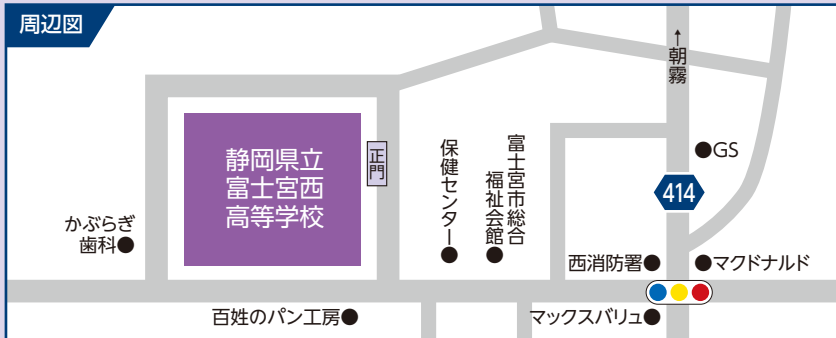 周辺図
↑朝霧
静岡県立
富士宮西
高等学校
正門
保健センター
富士宮市総合
福祉会館
GS
414
かぶらぎ
歯科
西消防署
マクドナルド
百姓のパン工房
マックスバリュ